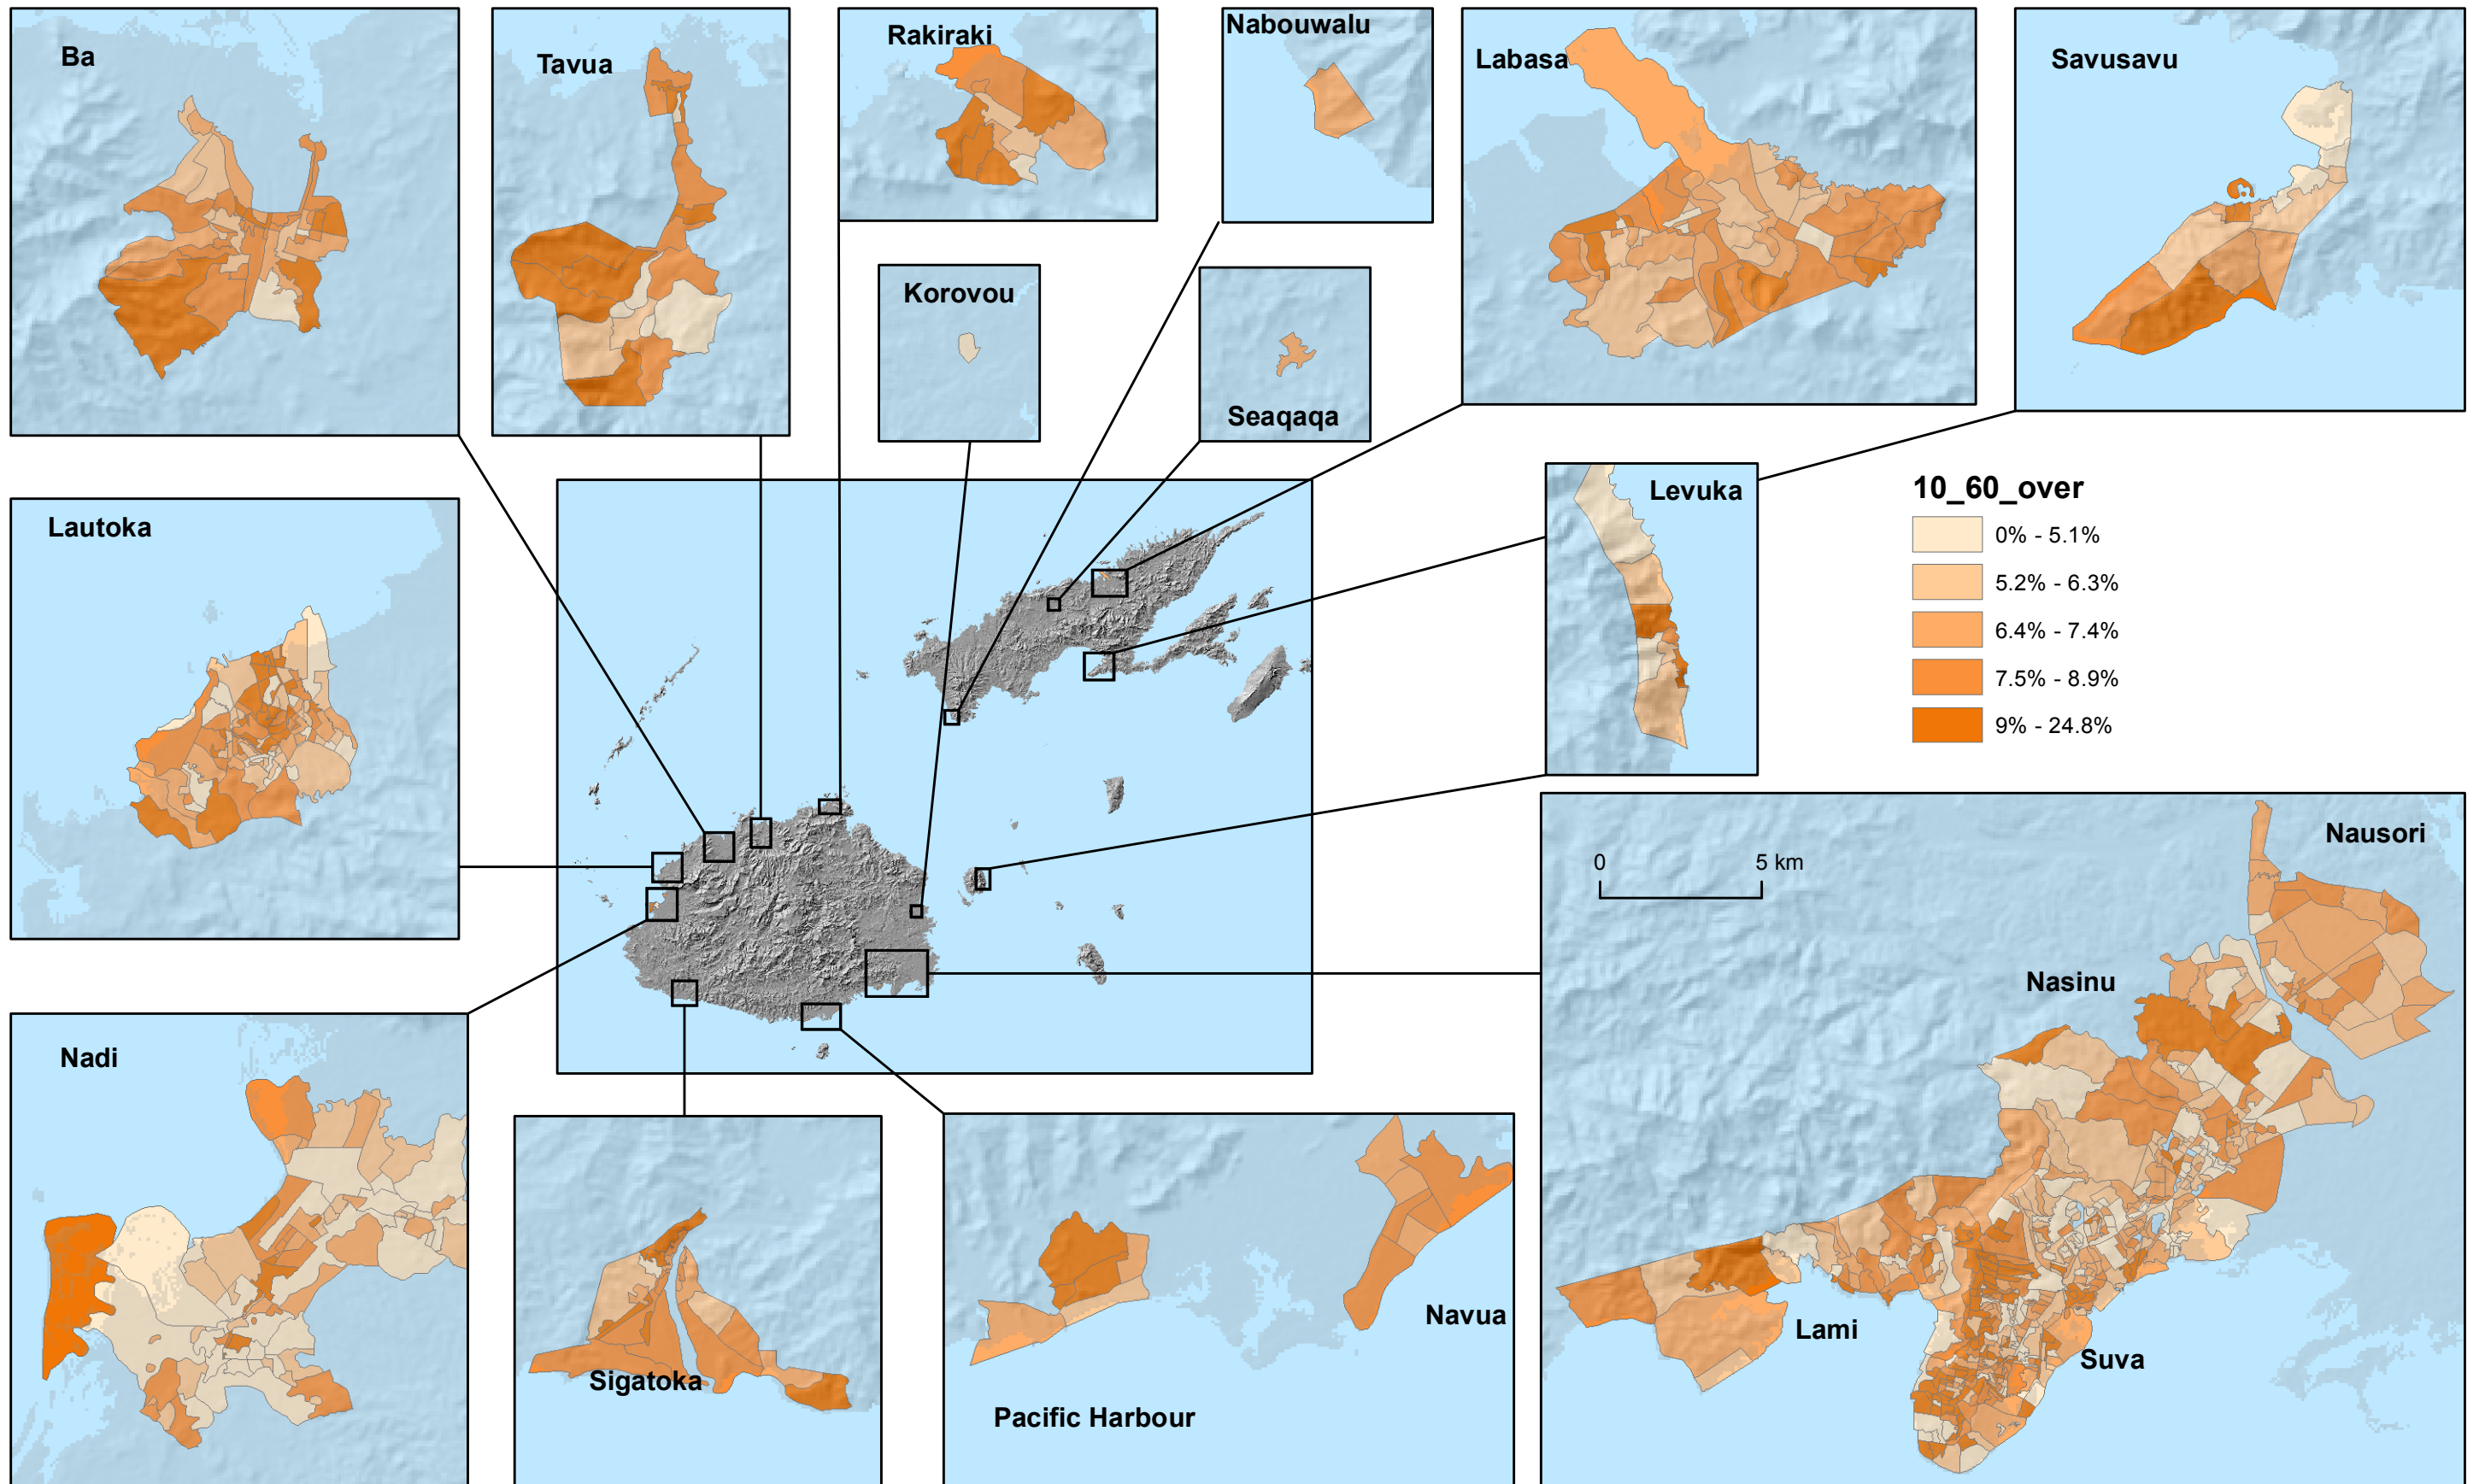 Ba
Tavua
Rakiraki
Nabouwalu
Labasa
Savusavu
Korovou
Seaqaqa
Lautoka
Levuka
10_60_over
0% - 5.1%
5.2% - 6.3%
6.4% - 7.4%
7.5% - 8.9%
9% - 24.8%
Nausori
0 5 km
Nasinu
Nadi
Lami
Suva
Sigatoka
Navua
Pacific Harbour